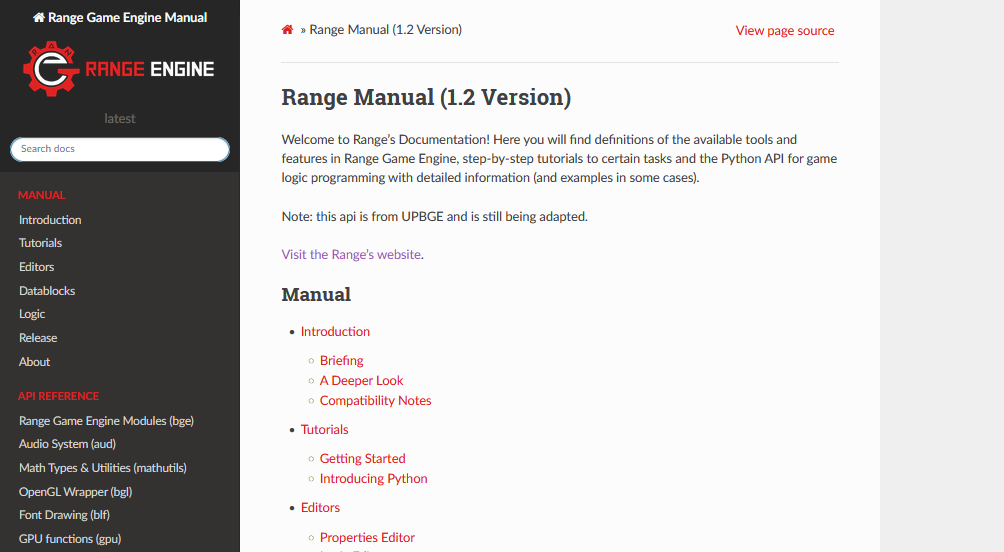 Range Game Engine Manual
RANGE ENGINE
latest
Search docs
MANUAL
Introduction
Tutorials
Editors
Datablocks
Logic
Release
About
API REFERENCE
Range Game Engine Modules (bge)
Audio System (aud)
Math Types & Utilities (mathutils)
OpenGL Wrapper (bgl)
Font Drawing (blf)
GPU functions (gpu)
» Range Manual (1.2 Version)
View page source
Range Manual (1.2 Version)
Welcome to Range's Documentation! Here you will find definitions of the available tools and
features in Range Game Engine, step-by-step tutorials to certain tasks and the Python API for game
logic programming with detailed information (and examples in some cases).
Note: this api is from UPBGE and is still being adapted.
Visit the Range's website.
Manual
• Introduction
○ Briefing
○ A Deeper Look
○ Compatibility Notes
• Tutorials
○ Getting Started
○ Introducing Python
• Editors
○ Properties Editor